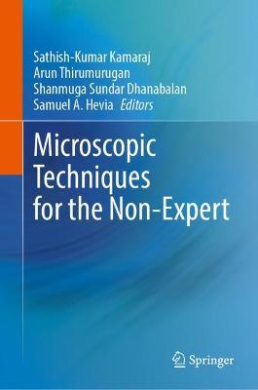 Sathish-Kumar Kamaraj
Arun Thirumurugan
Shanmuga Sundar Dhanabalan
Samuel A. Hevia Editors
Microscopic
Techniques
for the Non-Expert
Springer